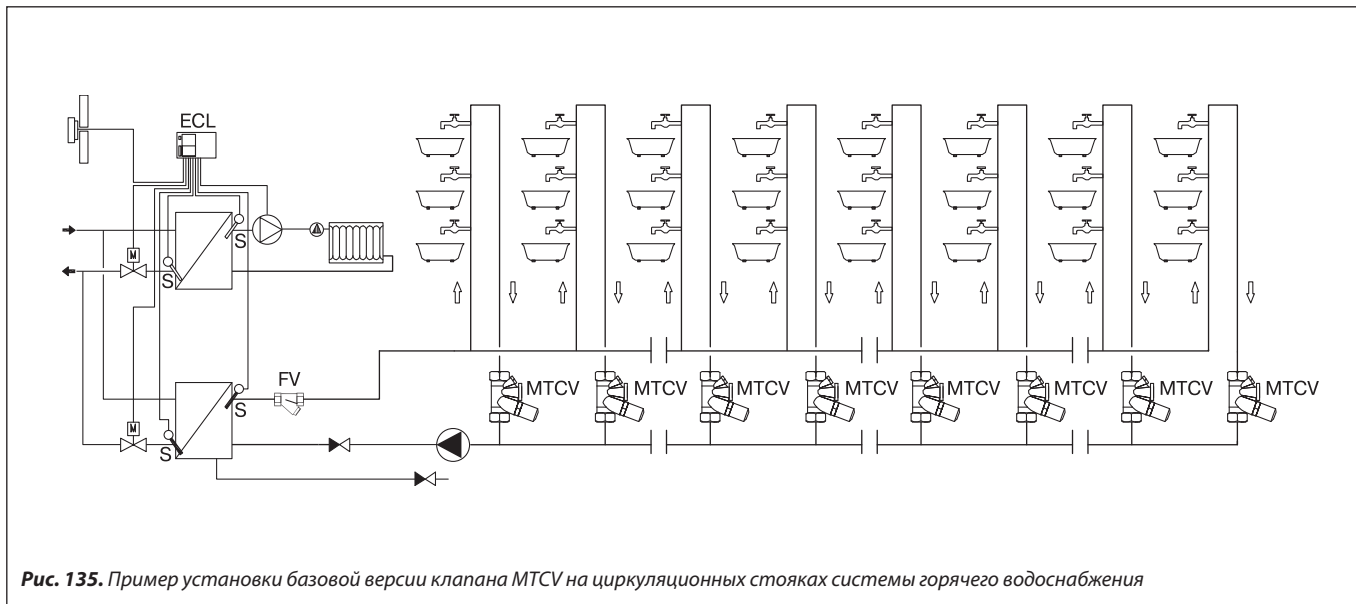 ECL
S
M
S
FV
S
M
S
MTCV MTCV MTCV MTCV MTCV MTCV MTCV MTCV
Рис. 135. Пример установки базовой версии клапана MTCV на циркуляционных стояках системы горячего водоснабжения